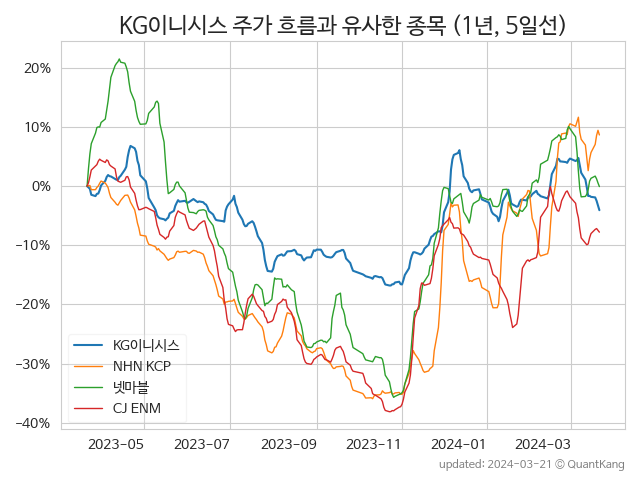 KG이니시스 주가 흐름과 유사한 종목 (1년, 5일선)
20%
10%
0%
−10%
−20%
−30%
−40%
KG이니시스
NHN KCP
넷마블
CJ ENM
2023-05
2023-07
2023-09
2023-11
2024-01
2024-03
updated: 2024-03-21 © QuantKang